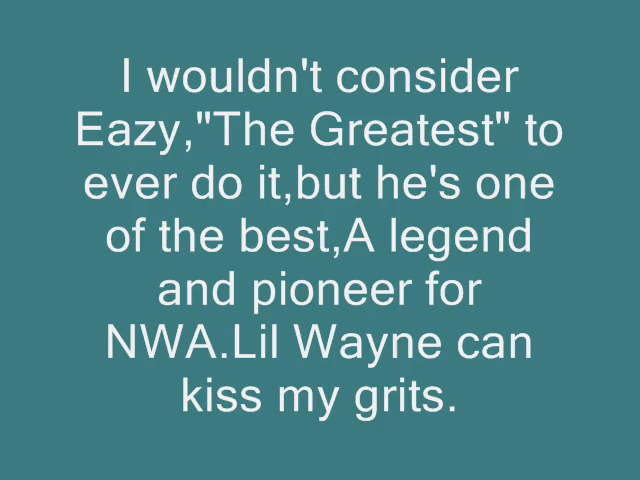 I wouldn't consider
Eazy,"The Greatest" to
ever do it,but he's one
of the best,A legend
and pioneer for
NWA.Lil Wayne can
kiss my grits.